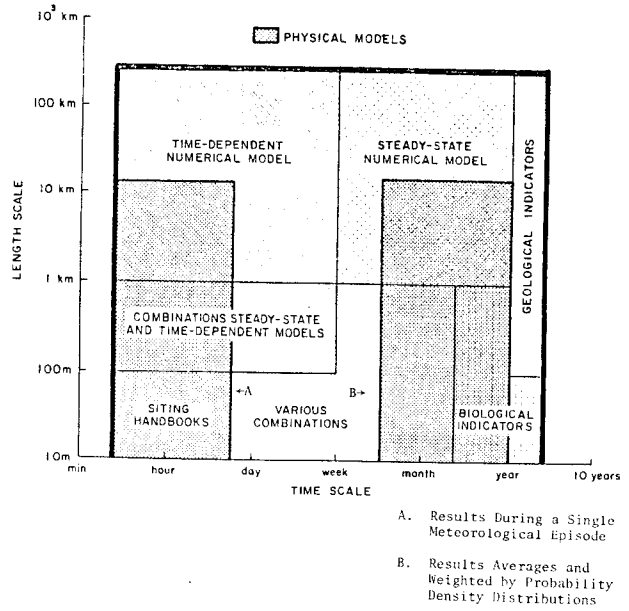 10³ km
PHYSICAL MODELS
100 km
TIME-DEPENDENT
NUMERICAL MODEL
STEADY-STATE
NUMERICAL MODEL
10 km
LENGTH SCALE
GEOLOGICAL INDICATORS
1 km
COMBINATIONS STEADY-STATE
AND TIME-DEPENDENT MODELS
100m
←A
B→
SITING
HANDBOOKS
VARIOUS
COMBINATIONS
BIOLOGICAL
INDICATORS
10m
min
hour
day
week
month
year
10 years
TIME SCALE
A. Results During a Single
Meteorological Episode
B. Results Averages and
Weighted by Probability
Density Distributions